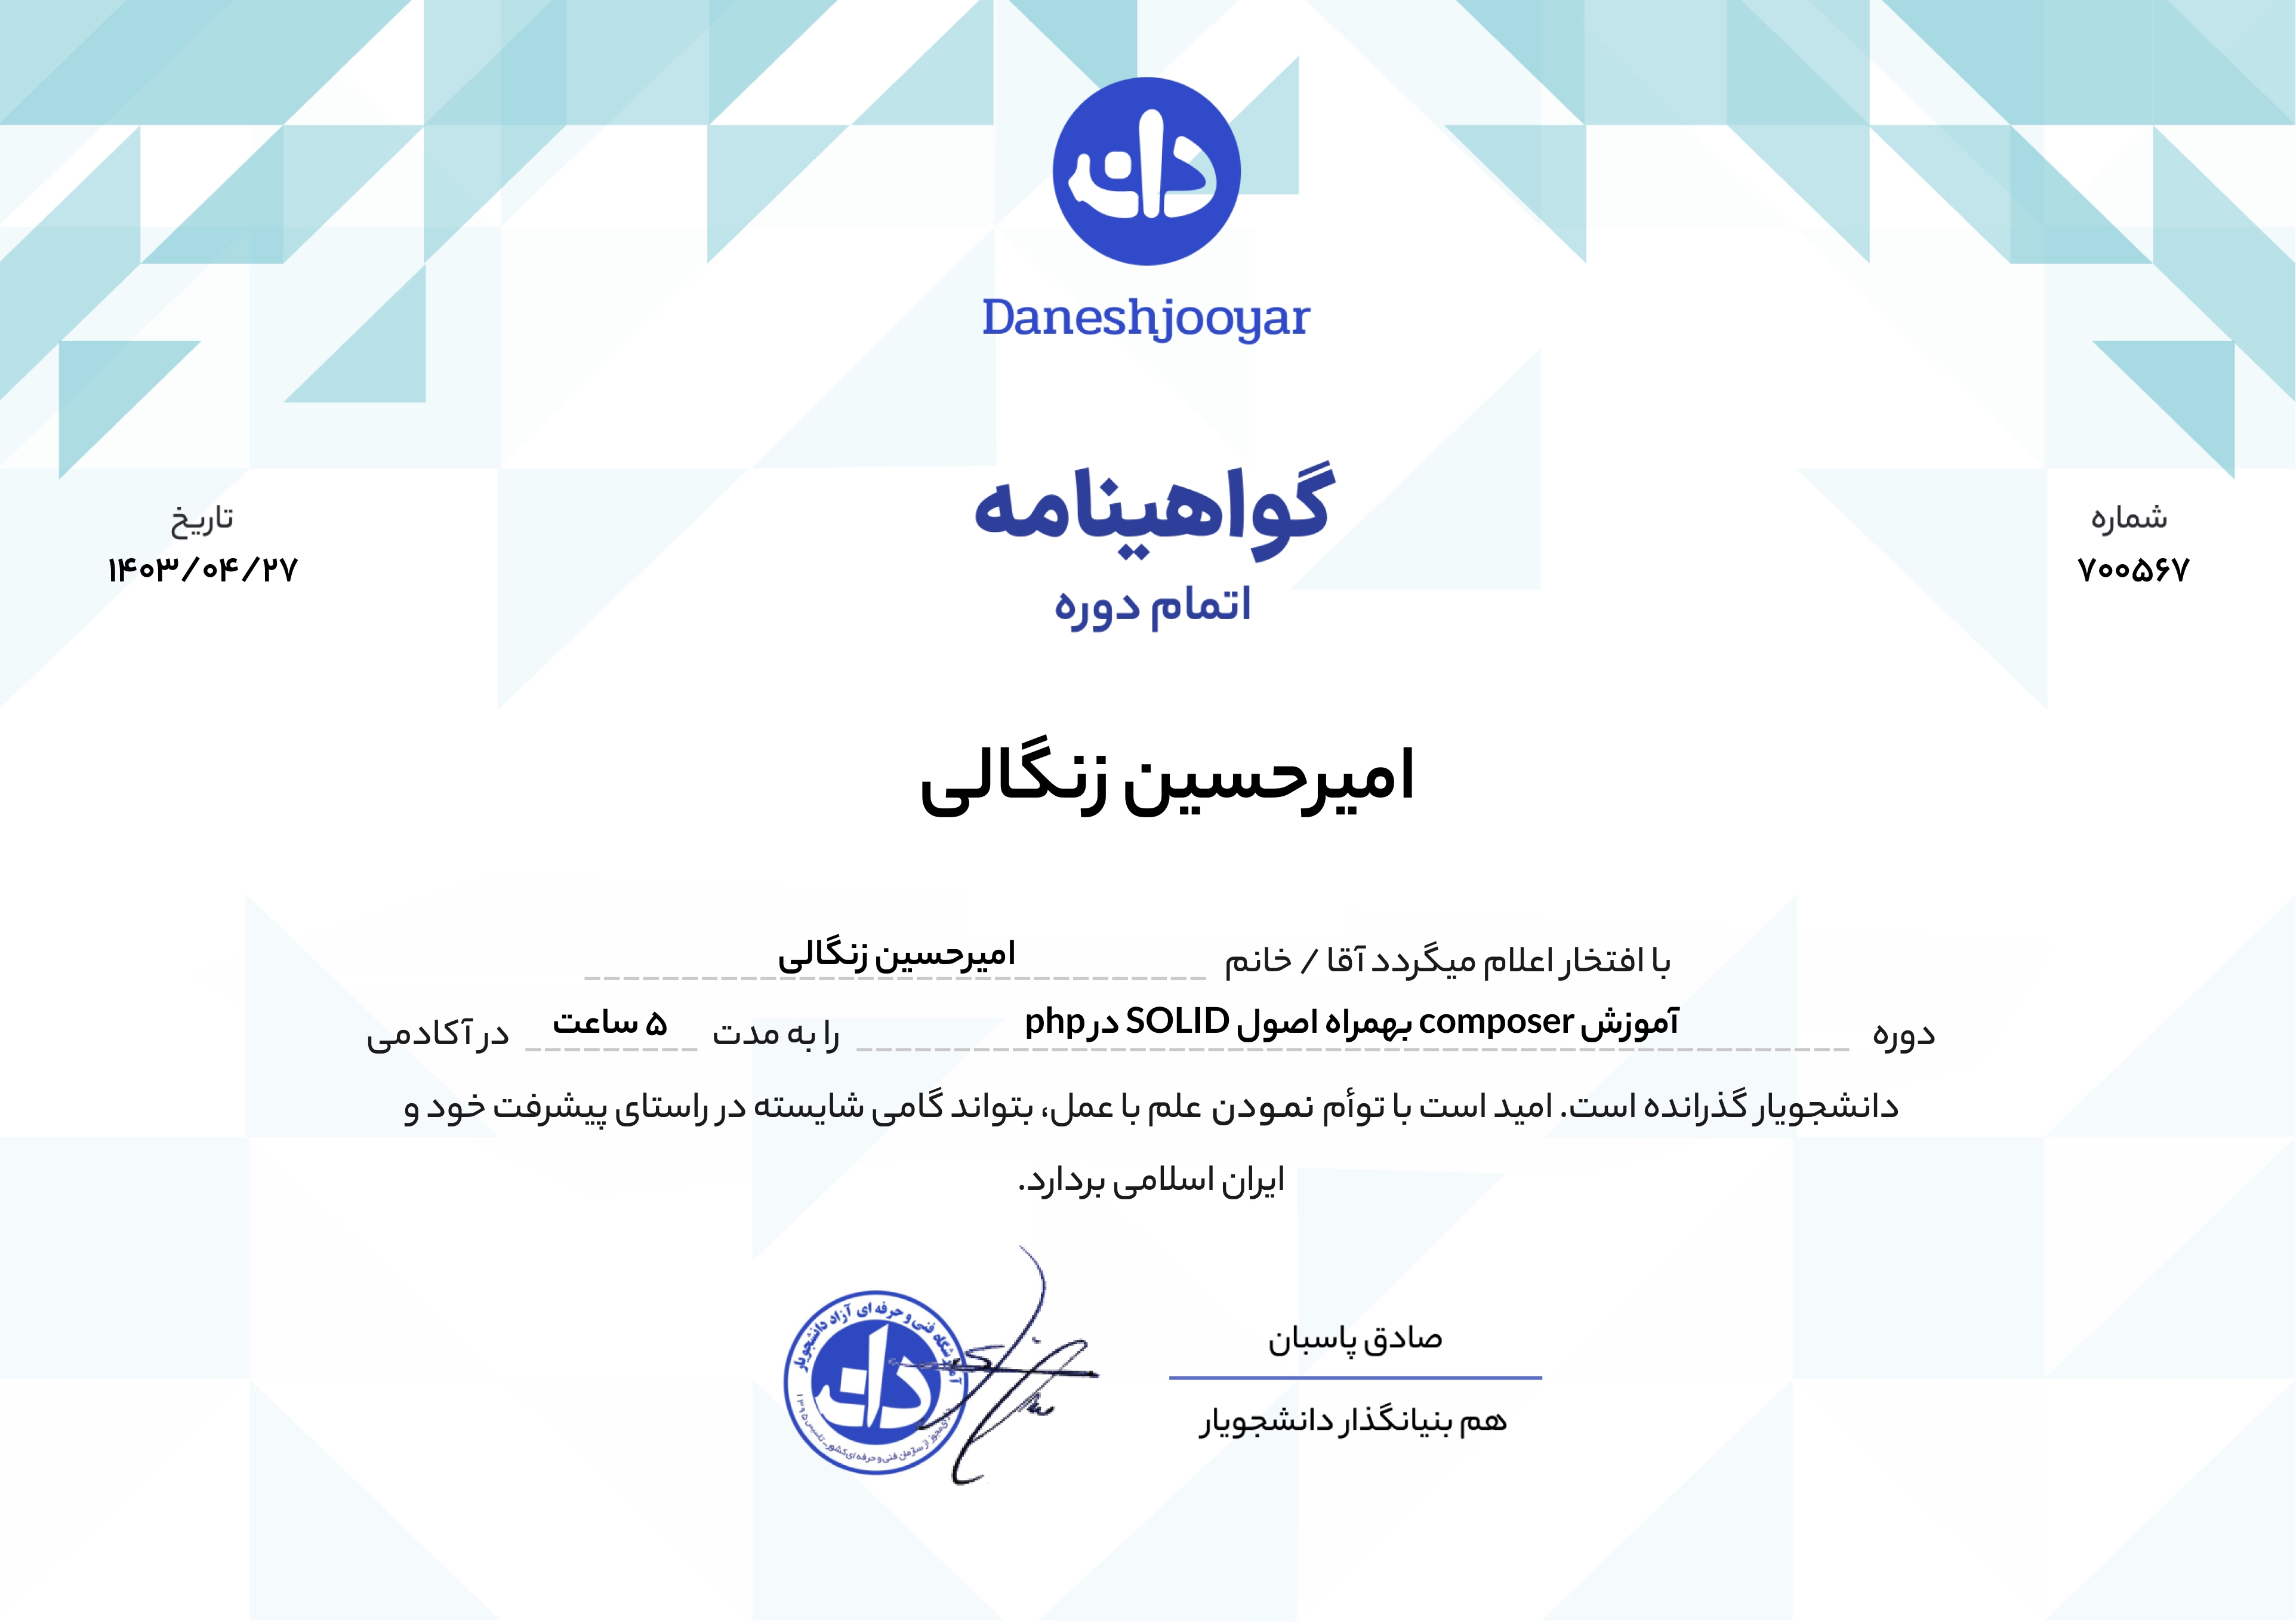 دان
Daneshjooyar
گواهینامه
اتمام دوره
شماره
۷۰۰۵۶۷
تاریخ
۱۴۰۳/۰۴/۲۷
امیرحسین زنگالی
با افتخار اعلام میگردد آقا / خانم امیرحسین زنگالی
دوره آموزش composer بهمراه اصول SOLID در php را به مدت ۵ ساعت در آکادمی
دانشجویار گذرانده است. امید است با توأم نمودن علم با عمل، بتواند گامی شایسته در راستای پیشرفت خود و
ایران اسلامی بردارد.
صادق پاسبان
هم بنیانگذار دانشجویار
آموزشگاه فنی و حرفه ای آزاد دانشجویار
دان
دارای مجوز از سازمان فنی و حرفه ای کشور - تاسیس ۱۳۹۵